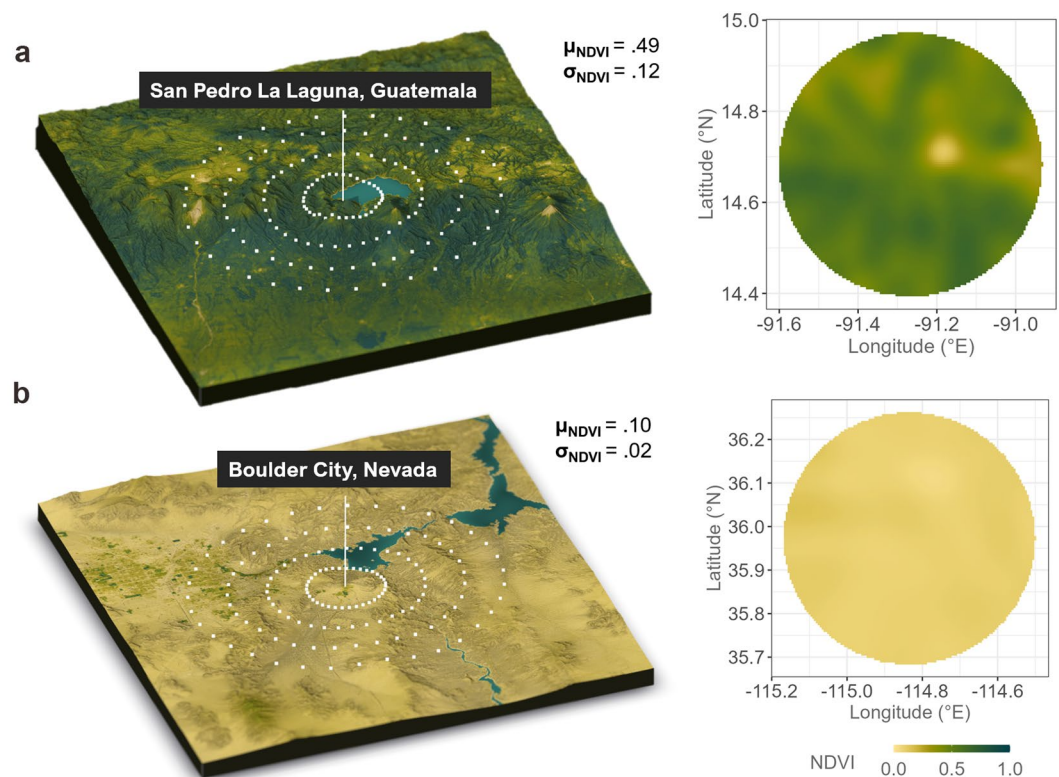 a
San Pedro La Laguna, Guatemala
μNDVI = .49
σNDVI = .12
15.0
14.8
14.6
14.4
Latitude (°N)
-91.6
-91.4
-91.2
-91.0
Longitude (°E)
b
Boulder City, Nevada
μNDVI = .10
σNDVI = .02
36.2
36.1
36.0
35.9
35.8
35.7
Latitude (°N)
-115.2
-115.0
-114.8
-114.6
Longitude (°E)
NDVI
0.0 0.5 1.0